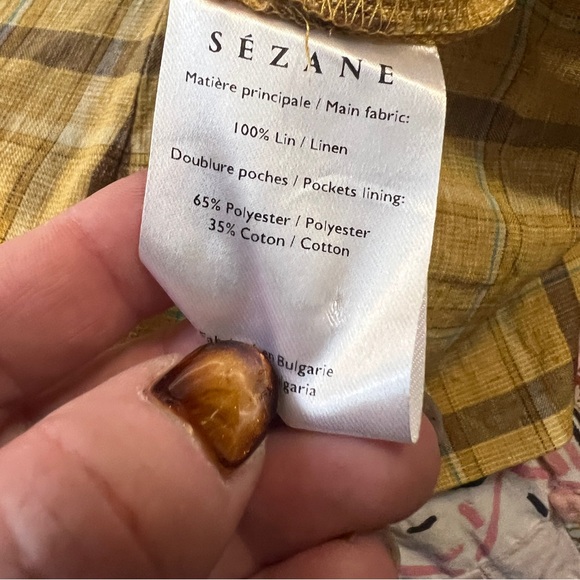 SÉZANE
Matière principale / Main fabric:
100% Lin / Linen
Doublure poches / Pockets lining:
65% Polyester / Polyester
35% Coton / Cotton
Bulgarie